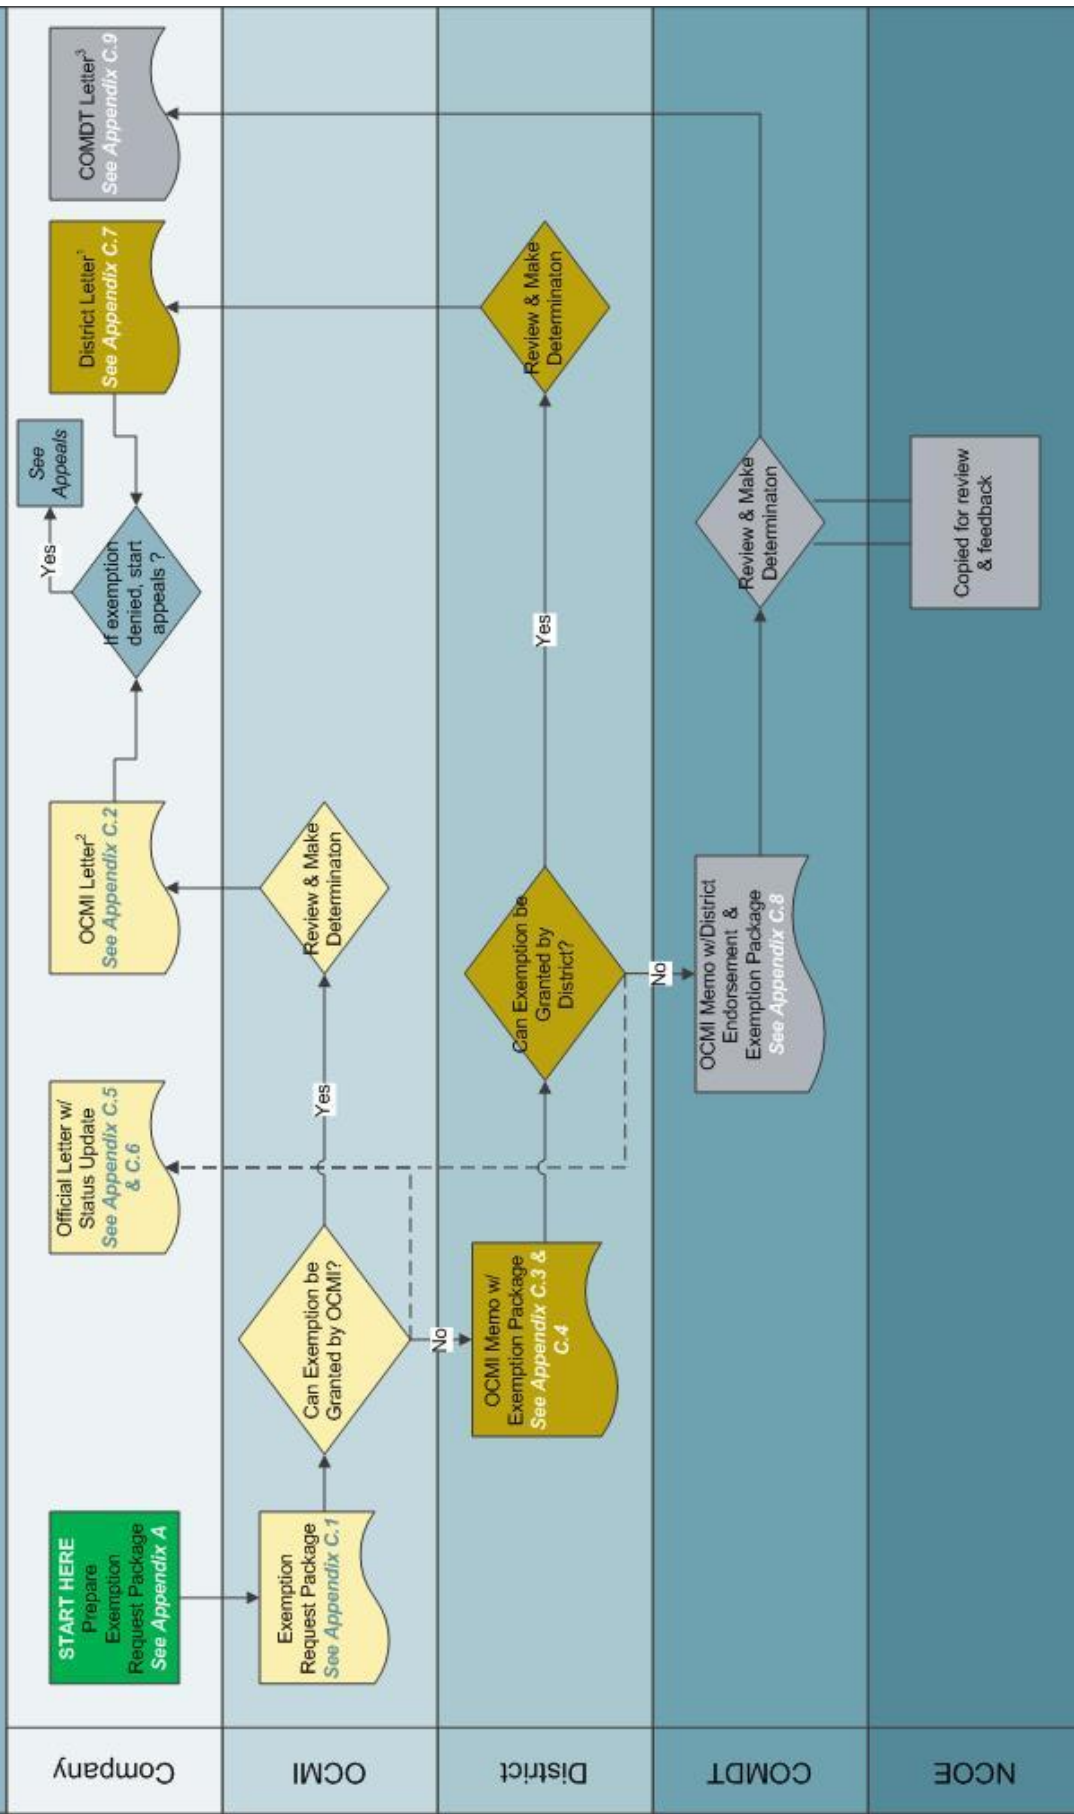 Company
START HERE
Prepare
Exemption
Request Package
See Appendix A
Official Letter w/
Status Update
See Appendix C.5
& C.6
OCMI Letter²
See Appendix C.2
If exemption
denied, start
appeals ?
Yes
See
Appeals
District Letter¹
See Appendix C.7
COMDT Letter³
See Appendix C.9
OCMI
Exemption
Request Package
See Appendix C.1
Can Exemption be
Granted by OCMI?
Yes
No
Review & Make
Determinaton
District
OCMI Memo w/
Exemption Package
See Appendix C.3 &
C.4
Can Exemption be
Granted by
District?
Yes
No
Review & Make
Determinaton
COMDT
OCMI Memo w/District
Endorsement &
Exemption Package
See Appendix C.8
Review & Make
Determinaton
NCOE
Copied for review
& feedback